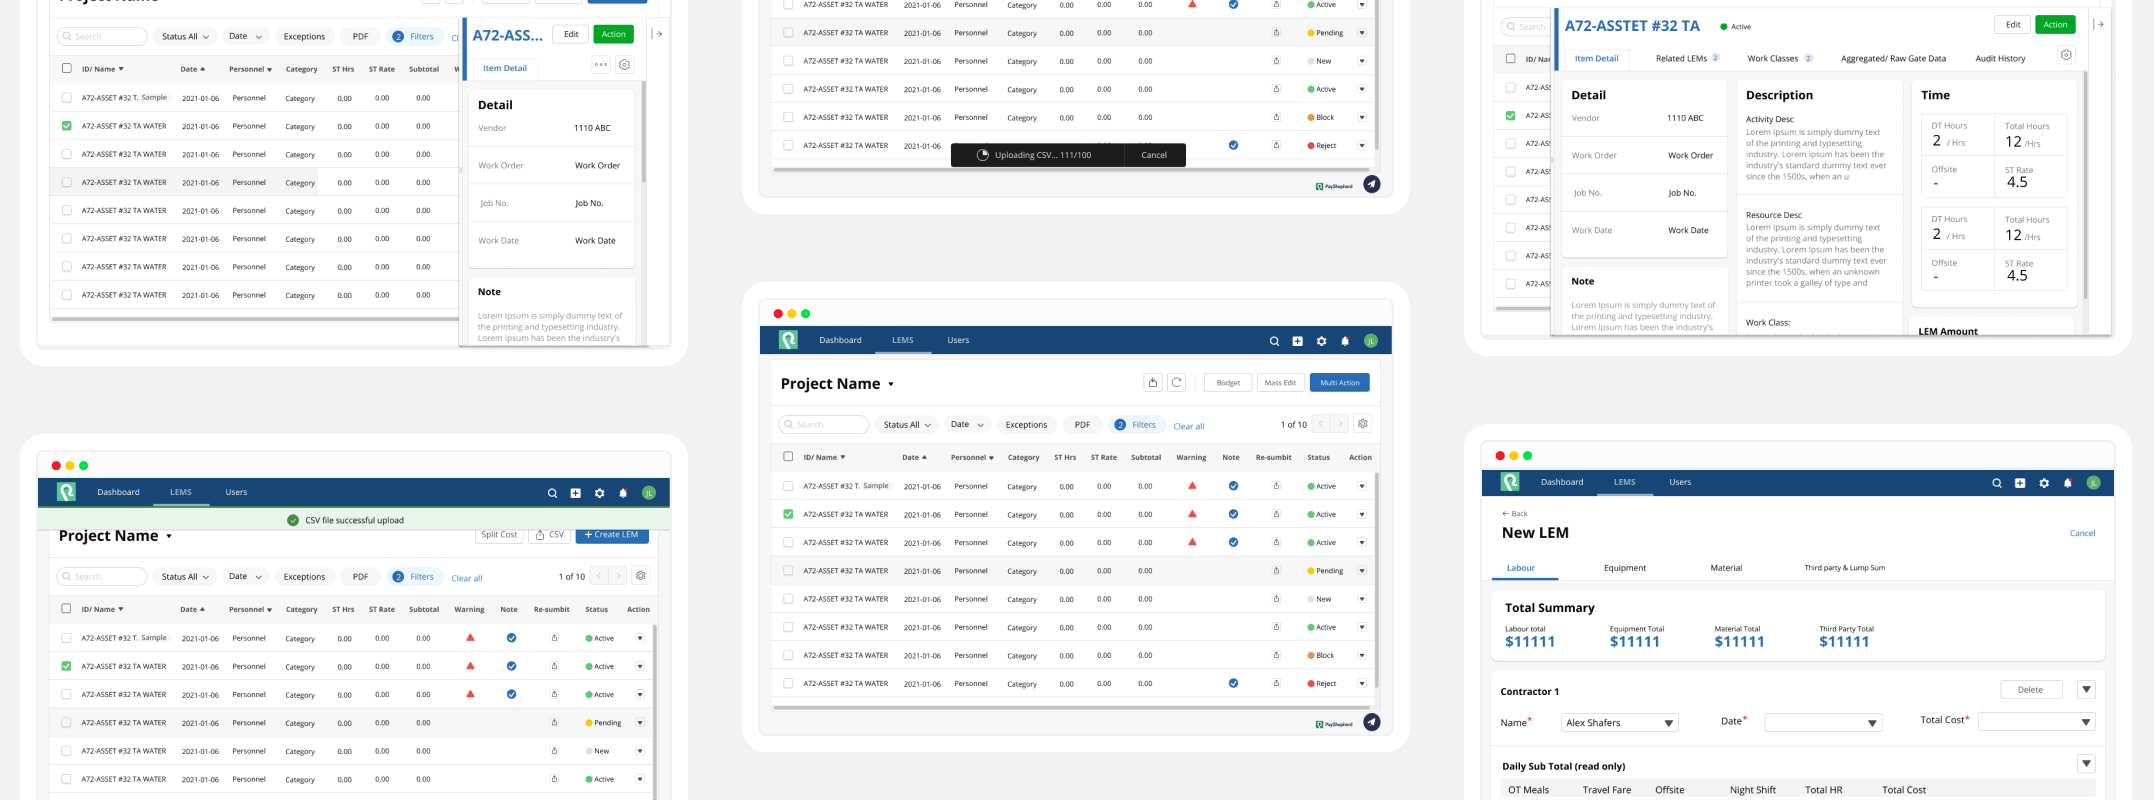 Search Status All Date Exceptions PDF 2 Filters
ID/ Name Date Personnel Category ST Hrs ST Rate Subtotal
A72-ASSET #32 T. Sample 2021-01-06 Personnel Category 0.00 0.00 0.00
A72-ASSET #32 TA WATER 2021-01-06 Personnel Category 0.00 0.00 0.00
A72-ASSET #32 TA WATER 2021-01-06 Personnel Category 0.00 0.00 0.00
A72-ASSET #32 TA WATER 2021-01-06 Personnel Category 0.00 0.00 0.00
A72-ASSET #32 TA WATER 2021-01-06 Personnel Category 0.00 0.00 0.00
A72-ASSET #32 TA WATER 2021-01-06 Personnel Category 0.00 0.00 0.00
A72-ASSET #32 TA WATER 2021-01-06 Personnel Category 0.00 0.00 0.00
A72-ASSET #32 TA WATER 2021-01-06 Personnel Category 0.00 0.00 0.00
A72-ASS... Edit Action
Item Detail
Detail
Vendor 1110 ABC
Work Order Work Order
Job No. Job No.
Work Date Work Date
Note
Lorem Ipsum is simply dummy text of
the printing and typesetting industry.
Lorem Ipsum has been the industry's
Dashboard LEMS Users JL
CSV file successful upload
Project Name Split Cost CSV + Create LEM
Search Status All Date Exceptions PDF 2 Filters Clear all 1 of 10
ID/ Name Date Personnel Category ST Hrs ST Rate Subtotal Warning Note Re-sumbit Status Action
A72-ASSET #32 T. Sample 2021-01-06 Personnel Category 0.00 0.00 0.00 Active
A72-ASSET #32 TA WATER 2021-01-06 Personnel Category 0.00 0.00 0.00 Active
A72-ASSET #32 TA WATER 2021-01-06 Personnel Category 0.00 0.00 0.00 Active
A72-ASSET #32 TA WATER 2021-01-06 Personnel Category 0.00 0.00 0.00 Pending
A72-ASSET #32 TA WATER 2021-01-06 Personnel Category 0.00 0.00 0.00 New
A72-ASSET #32 TA WATER 2021-01-06 Personnel Category 0.00 0.00 0.00 Active
A72-ASSET #32 TA WATER 2021-01-06 Personnel Category 0.00 0.00 0.00 Active
A72-ASSET #32 TA WATER 2021-01-06 Personnel Category 0.00 0.00 0.00 Pending
A72-ASSET #32 TA WATER 2021-01-06 Personnel Category 0.00 0.00 0.00 New
A72-ASSET #32 TA WATER 2021-01-06 Personnel Category 0.00 0.00 0.00 Active
A72-ASSET #32 TA WATER 2021-01-06 Personnel Category 0.00 0.00 0.00 Block
A72-ASSET #32 TA WATER 2021-01-06 Personnel Category 0.00 0.00 0.00 Reject
Uploading CSV... 111/100 Cancel
PayShepherd
Dashboard LEMS Users JL
Project Name Budget Mass Edit Multi Action
Search Status All Date Exceptions PDF 2 Filters Clear all 1 of 10
ID/ Name Date Personnel Category ST Hrs ST Rate Subtotal Warning Note Re-sumbit Status Action
A72-ASSET #32 T. Sample 2021-01-06 Personnel Category 0.00 0.00 0.00 Active
A72-ASSET #32 TA WATER 2021-01-06 Personnel Category 0.00 0.00 0.00 Active
A72-ASSET #32 TA WATER 2021-01-06 Personnel Category 0.00 0.00 0.00 Active
A72-ASSET #32 TA WATER 2021-01-06 Personnel Category 0.00 0.00 0.00 Pending
A72-ASSET #32 TA WATER 2021-01-06 Personnel Category 0.00 0.00 0.00 New
A72-ASSET #32 TA WATER 2021-01-06 Personnel Category 0.00 0.00 0.00 Active
A72-ASSET #32 TA WATER 2021-01-06 Personnel Category 0.00 0.00 0.00 Block
A72-ASSET #32 TA WATER 2021-01-06 Personnel Category 0.00 0.00 0.00 Reject
PayShepherd
Search
A72-ASSTET #32 TA Active Edit Action
Item Detail Related LEMs 2 Work Classes 2 Aggregated/ Raw Gate Data Audit History
Detail
Vendor 1110 ABC
Work Order Work Order
Job No. Job No.
Work Date Work Date
Note
Lorem Ipsum is simply dummy text of
the printing and typesetting industry.
Lorem Ipsum has been the industry's
Description
Activity Desc
Lorem Ipsum is simply dummy text
of the printing and typesetting
industry. Lorem Ipsum has been the
industry's standard dummy text ever
since the 1500s, when an u
Resource Desc
Lorem Ipsum is simply dummy text
of the printing and typesetting
industry. Lorem Ipsum has been the
industry's standard dummy text ever
since the 1500s, when an unknown
printer took a galley of type and
Work Class:
Time
DT Hours Total Hours
2 / Hrs 12 /Hrs
Offsite ST Rate
- 4.5
DT Hours Total Hours
2 / Hrs 12 /Hrs
Offsite ST Rate
- 4.5
LEM Amount
Dashboard LEMS Users JL
← Back
New LEM Cancel
Labour Equipment Material Third party & Lump Sum
Total Summary
Labour total Equipment Total Material Total Third Party Total
$11111 $11111 $11111 $11111
Contractor 1 Delete
Name* Alex Shafers Date* Total Cost*
Daily Sub Total (read only)
OT Meals Travel Fare Offsite Night Shift Total HR Total Cost